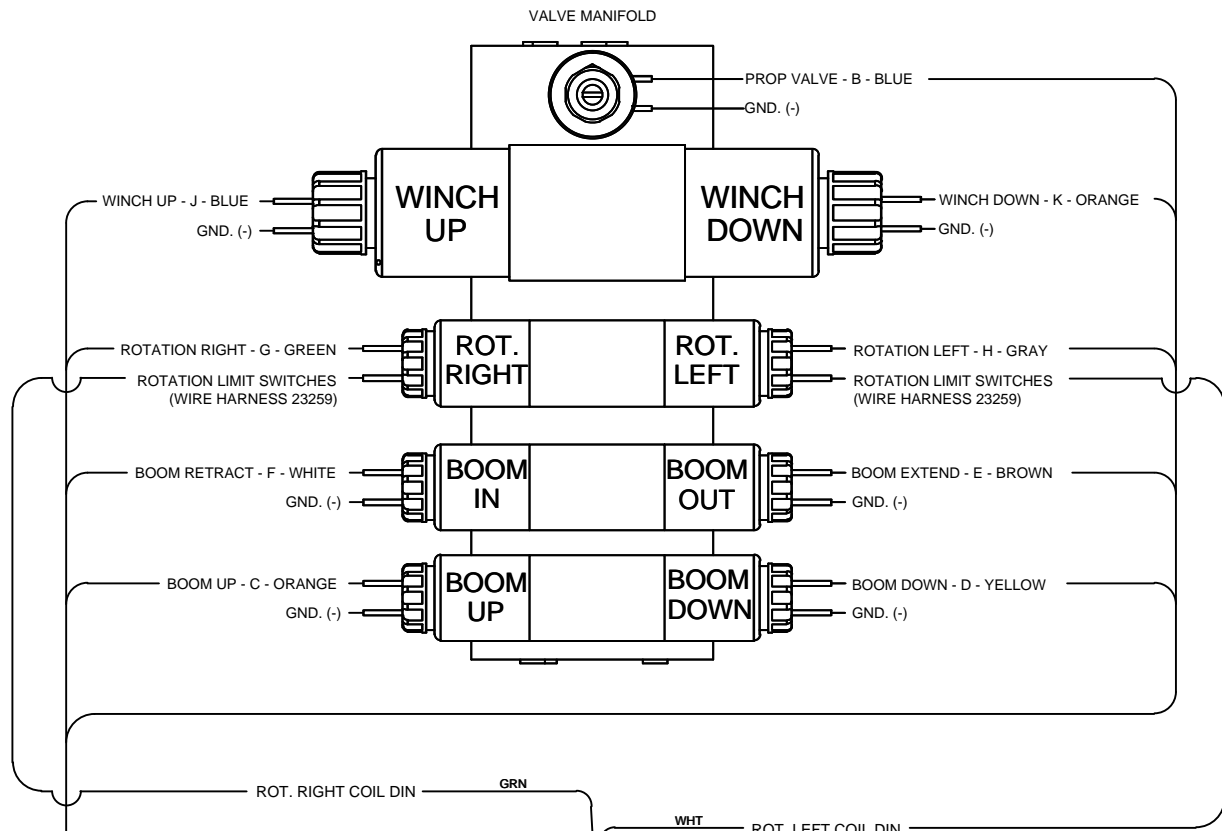 VALVE MANIFOLD
PROP VALVE - B - BLUE
GND. (-)
WINCH UP - J - BLUE
GND. (-)
WINCH
UP
WINCH
DOWN
WINCH DOWN - K - ORANGE
GND. (-)
ROTATION RIGHT - G - GREEN
ROTATION LIMIT SWITCHES
(WIRE HARNESS 23259)
ROT.
RIGHT
ROT.
LEFT
ROTATION LEFT - H - GRAY
ROTATION LIMIT SWITCHES
(WIRE HARNESS 23259)
BOOM RETRACT - F - WHITE
GND. (-)
BOOM
IN
BOOM
OUT
BOOM EXTEND - E - BROWN
GND. (-)
BOOM UP - C - ORANGE
GND. (-)
BOOM
UP
BOOM
DOWN
BOOM DOWN - D - YELLOW
GND. (-)
ROT. RIGHT COIL DIN
GRN
WHT
ROT. LEFT COIL DIN